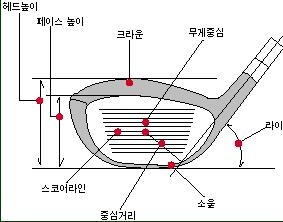 헤드높이
페이스 높이
크라운
무게중심
라이
스코어라인
소울
중심거리